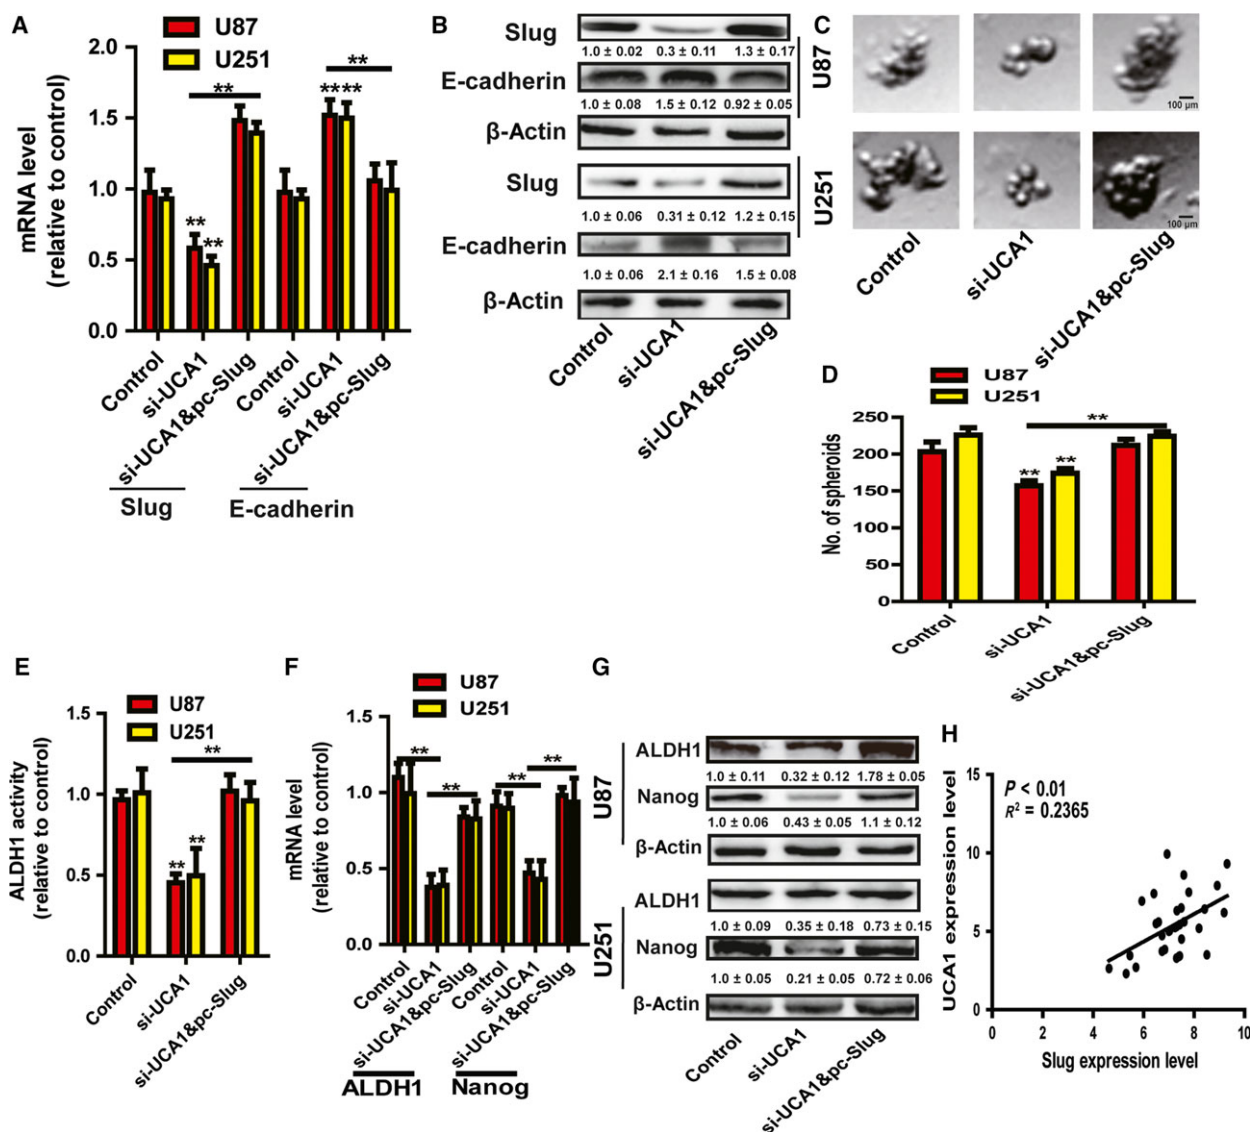 A
U87
U251
mRNA level
(relative to control)
2.0
1.5
1.0
0.5
0.0
**
**
**
**
****
Control
si-UCA1
si-UCA1&pc-Slug
Control
si-UCA1
si-UCA1&pc-Slug
Slug
E-cadherin
B
Slug
1.0 ± 0.02 0.3 ± 0.11 1.3 ± 0.17
E-cadherin
1.0 ± 0.08 1.5 ± 0.12 0.92 ± 0.05
β-Actin
U87
Slug
1.0 ± 0.06 0.31 ± 0.12 1.2 ± 0.15
E-cadherin
1.0 ± 0.06 2.1 ± 0.16 1.5 ± 0.08
β-Actin
U251
Control
si-UCA1
si-UCA1&pc-Slug
C
U87
100 µm
U251
100 µm
Control
si-UCA1
si-UCA1&pc-Slug
D
U87
U251
No. of spheroids
250
200
150
100
50
0
**
**
**
Control
si-UCA1
si-UCA1&pc-Slug
E
U87
U251
ALDH1 activity
(relative to control)
1.5
1.0
0.5
0.0
**
**
**
Control
si-UCA1
si-UCA1&pc-Slug
F
U87
U251
mRNA level
(relative to control)
1.5
1.0
0.5
0.0
**
**
**
**
Control
si-UCA1
si-UCA1&pc-Slug
Control
si-UCA1
si-UCA1&pc-Slug
ALDH1
Nanog
G
U87
ALDH1
1.0 ± 0.11 0.32 ± 0.12 1.78 ± 0.05
Nanog
1.0 ± 0.06 0.43 ± 0.05 1.1 ± 0.12
β-Actin
U251
ALDH1
1.0 ± 0.09 0.35 ± 0.18 0.73 ± 0.15
Nanog
1.0 ± 0.05 0.21 ± 0.05 0.72 ± 0.06
β-Actin
Control
si-UCA1
si-UCA1&pc-Slug
H
P < 0.01
R² = 0.2365
UCA1 expression level
15
10
5
0
0 2 4 6 8 10
Slug expression level